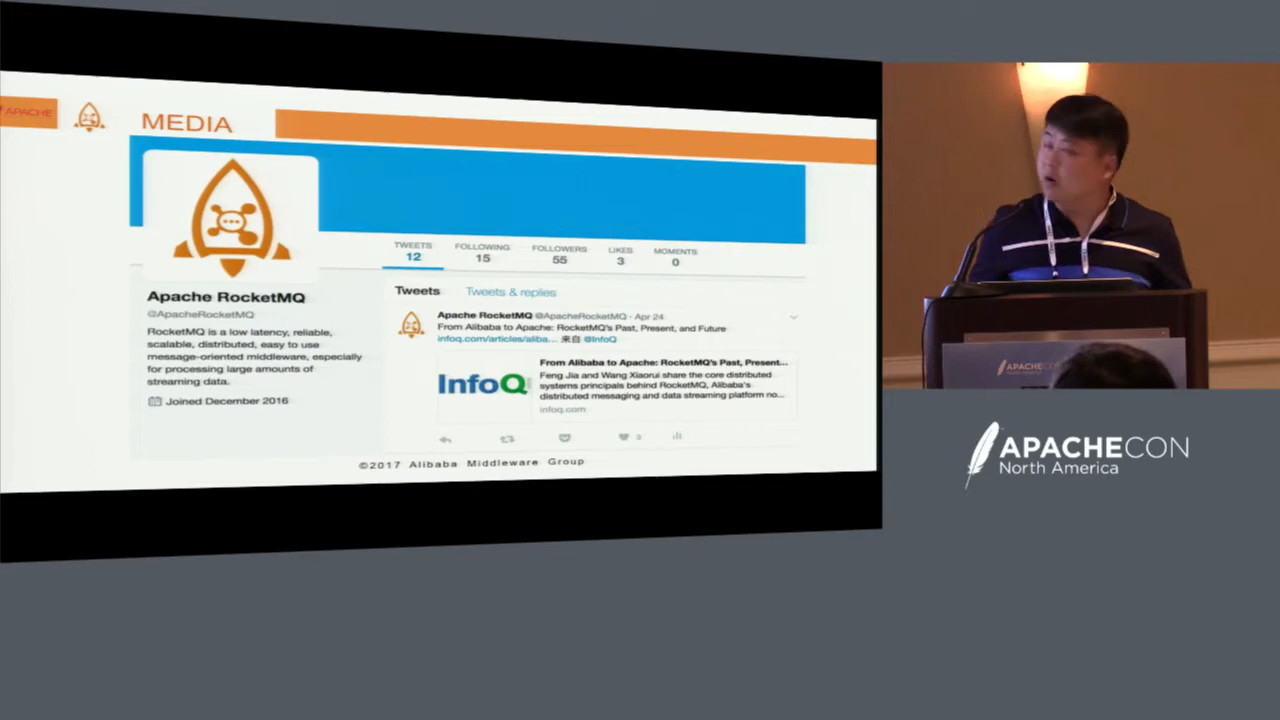 APACHE
MEDIA
TWEETS
12
FOLLOWING
15
FOLLOWERS
55
LIKES
3
MOMENTS
0
Apache RocketMQ
@ApacheRocketMQ
RocketMQ is a low latency, reliable,
scalable, distributed, easy to use
message-oriented middleware, especially
for processing large amounts of
streaming data.
Joined December 2016
Tweets
Tweets & replies
Apache RocketMQ @ApacheRocketMQ · Apr 24
From Alibaba to Apache: RocketMQ's Past, Present, and Future
infoq.com/articles/aliba... 来自 @InfoQ
InfoQ
From Alibaba to Apache: RocketMQ's Past, Present...
Feng Jia and Wang Xiaorui share the core distributed
systems principals behind RocketMQ, Alibaba's
distributed messaging and data streaming platform no...
infoq.com
3
©2017 Alibaba Middleware Group
APACHECON
APACHECON
North America